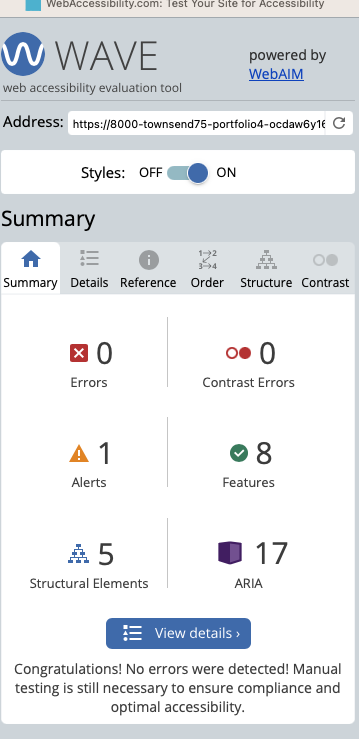 WebAccessibility.com: Test Your Site for Accessibility
WAVE
web accessibility evaluation tool
powered by
WebAIM
Address: https://8000-townsend75-portfolio4-ocdaw6y16
Styles: OFF ON
Summary
Summary Details Reference Order Structure Contrast
0 Errors
0 Contrast Errors
1 Alerts
8 Features
5 Structural Elements
17 ARIA
View details ›
Congratulations! No errors were detected! Manual
testing is still necessary to ensure compliance and
optimal accessibility.